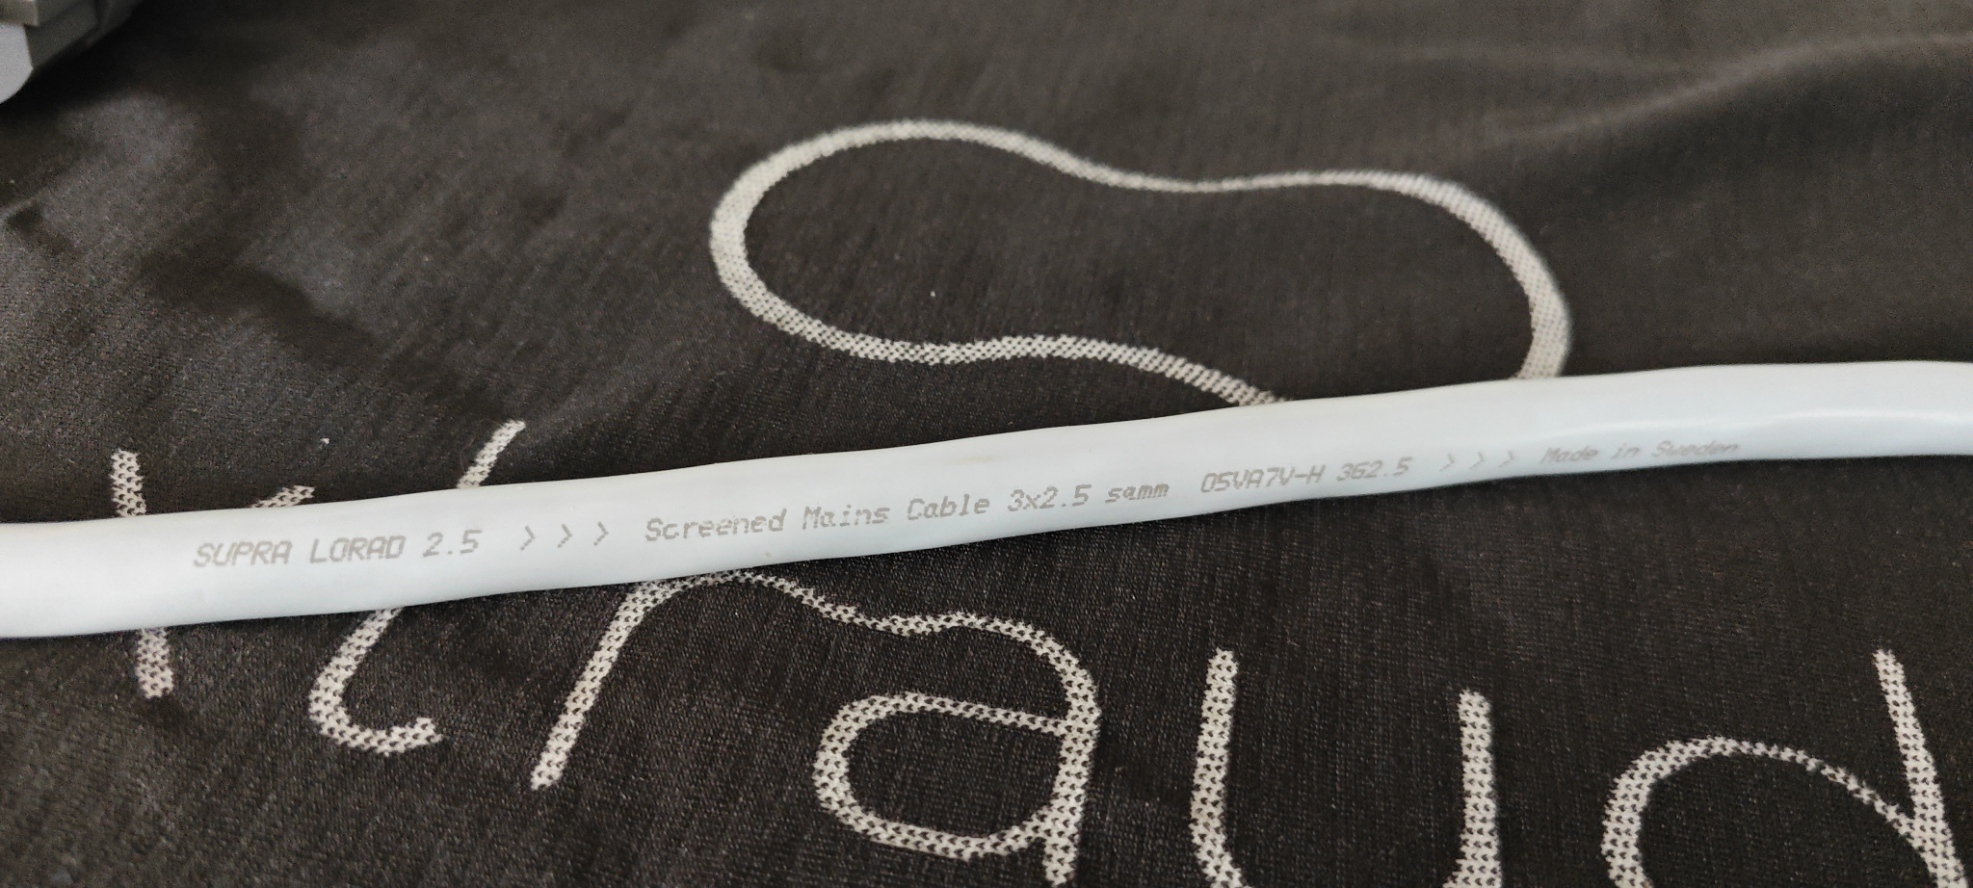 SUPRA LORAD 2.5 > > > Screened Mains Cable 3x2.5 sqmm 05VA7V-H 3G2.5 > > > Made in Sweden